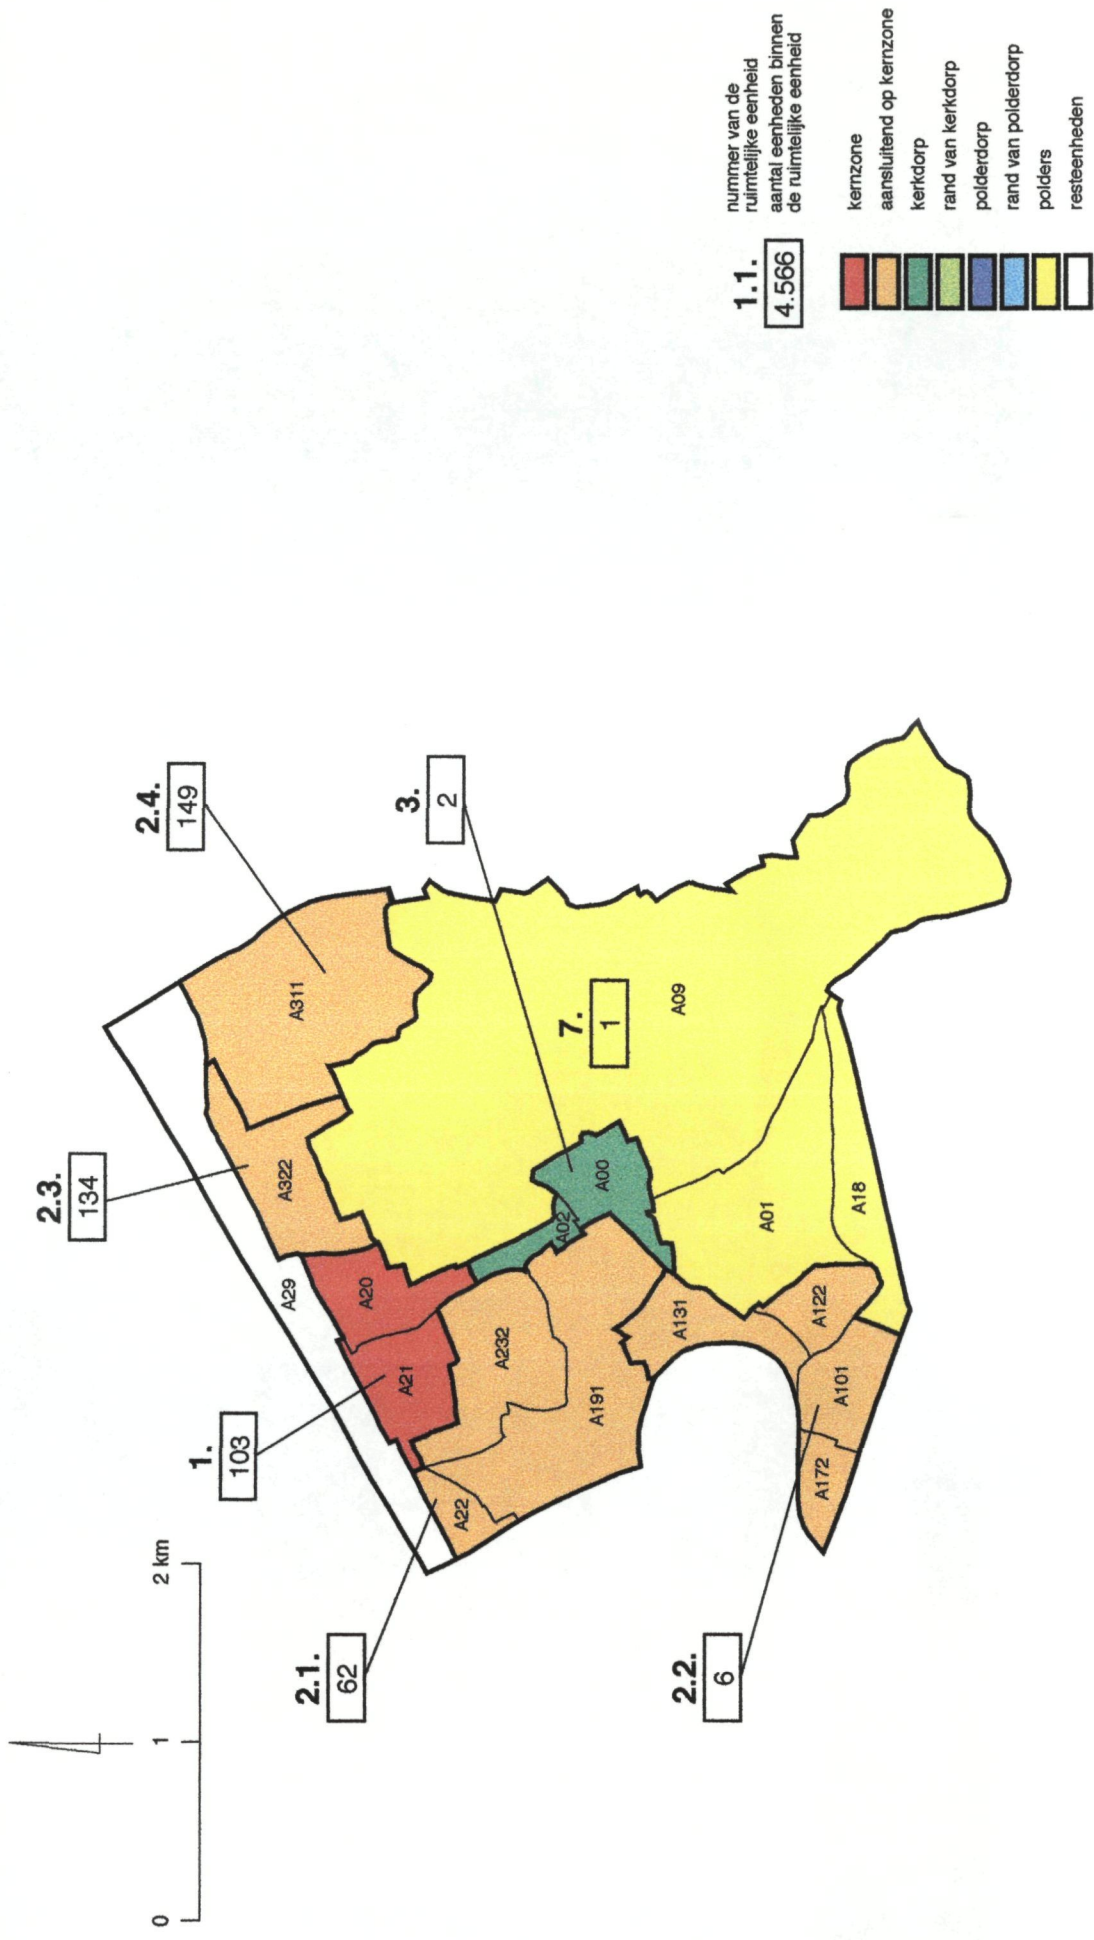 0
1
2 km
2.3.
134
2.4.
149
1.
103
3.
2
2.1.
62
7.
1
2.2.
6
A29
A311
A322
A20
A21
A22
A232
A02
A00
A09
A191
A131
A01
A18
A122
A101
A172
1.1.
4.566
nummer van de
ruimtelijke eenheid
aantal eenheden binnen
de ruimtelijke eenheid
kernzone
aansluitend op kernzone
kerkdorp
rand van kerkdorp
polderdorp
rand van polderdorp
polders
resteenheden